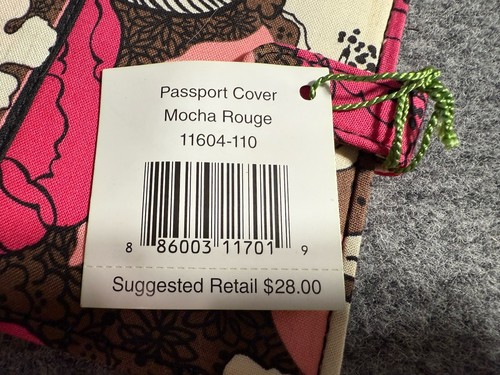 Passport Cover
Mocha Rouge
11604-110
8 86003 11701 9
Suggested Retail $28.00